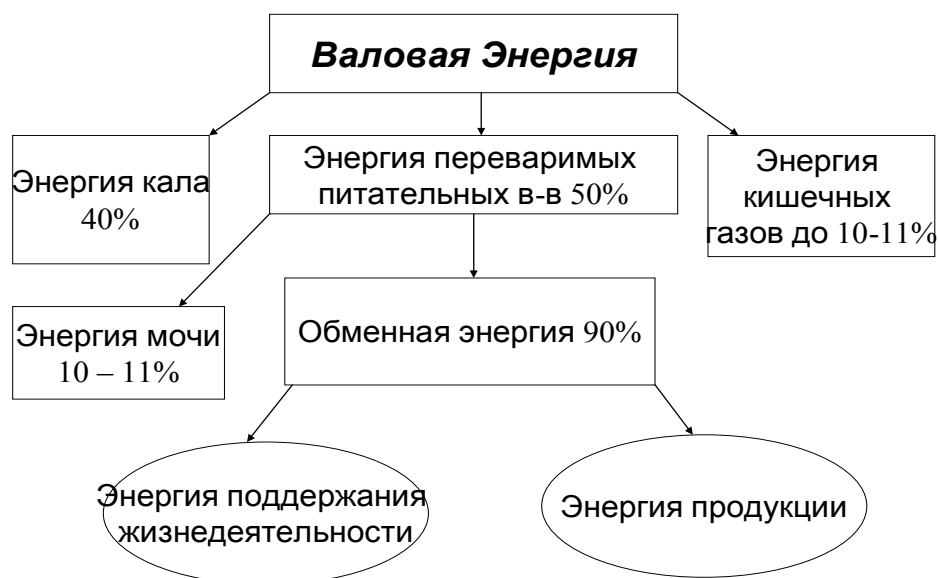 Валовая Энергия
Энергия кала
40%
Энергия переваримых
питательных в-в 50%
Энергия
кишечных
газов до 10-11%
Энергия мочи
10 – 11%
Обменная энергия 90%
Энергия поддержания
жизнедеятельности
Энергия продукции